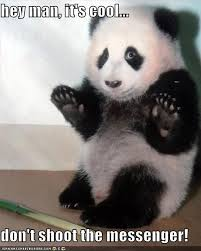 hey man, it's cool...
don't shoot the messenger!